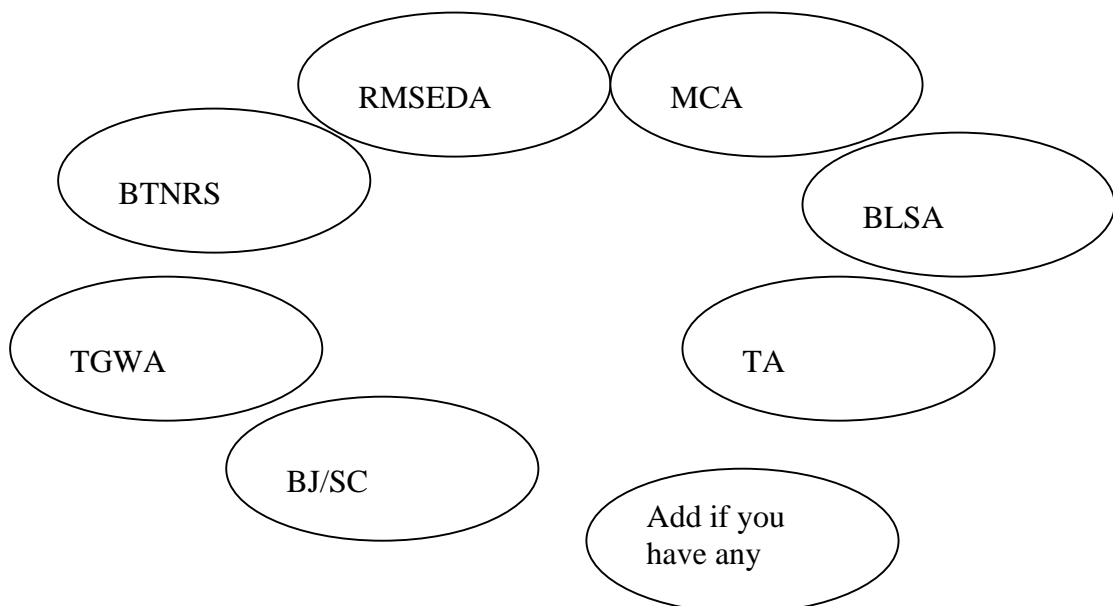 RMSEDA
MCA
BTNRS
BLSA
TGWA
TA
BJ/SC
Add if you
have any